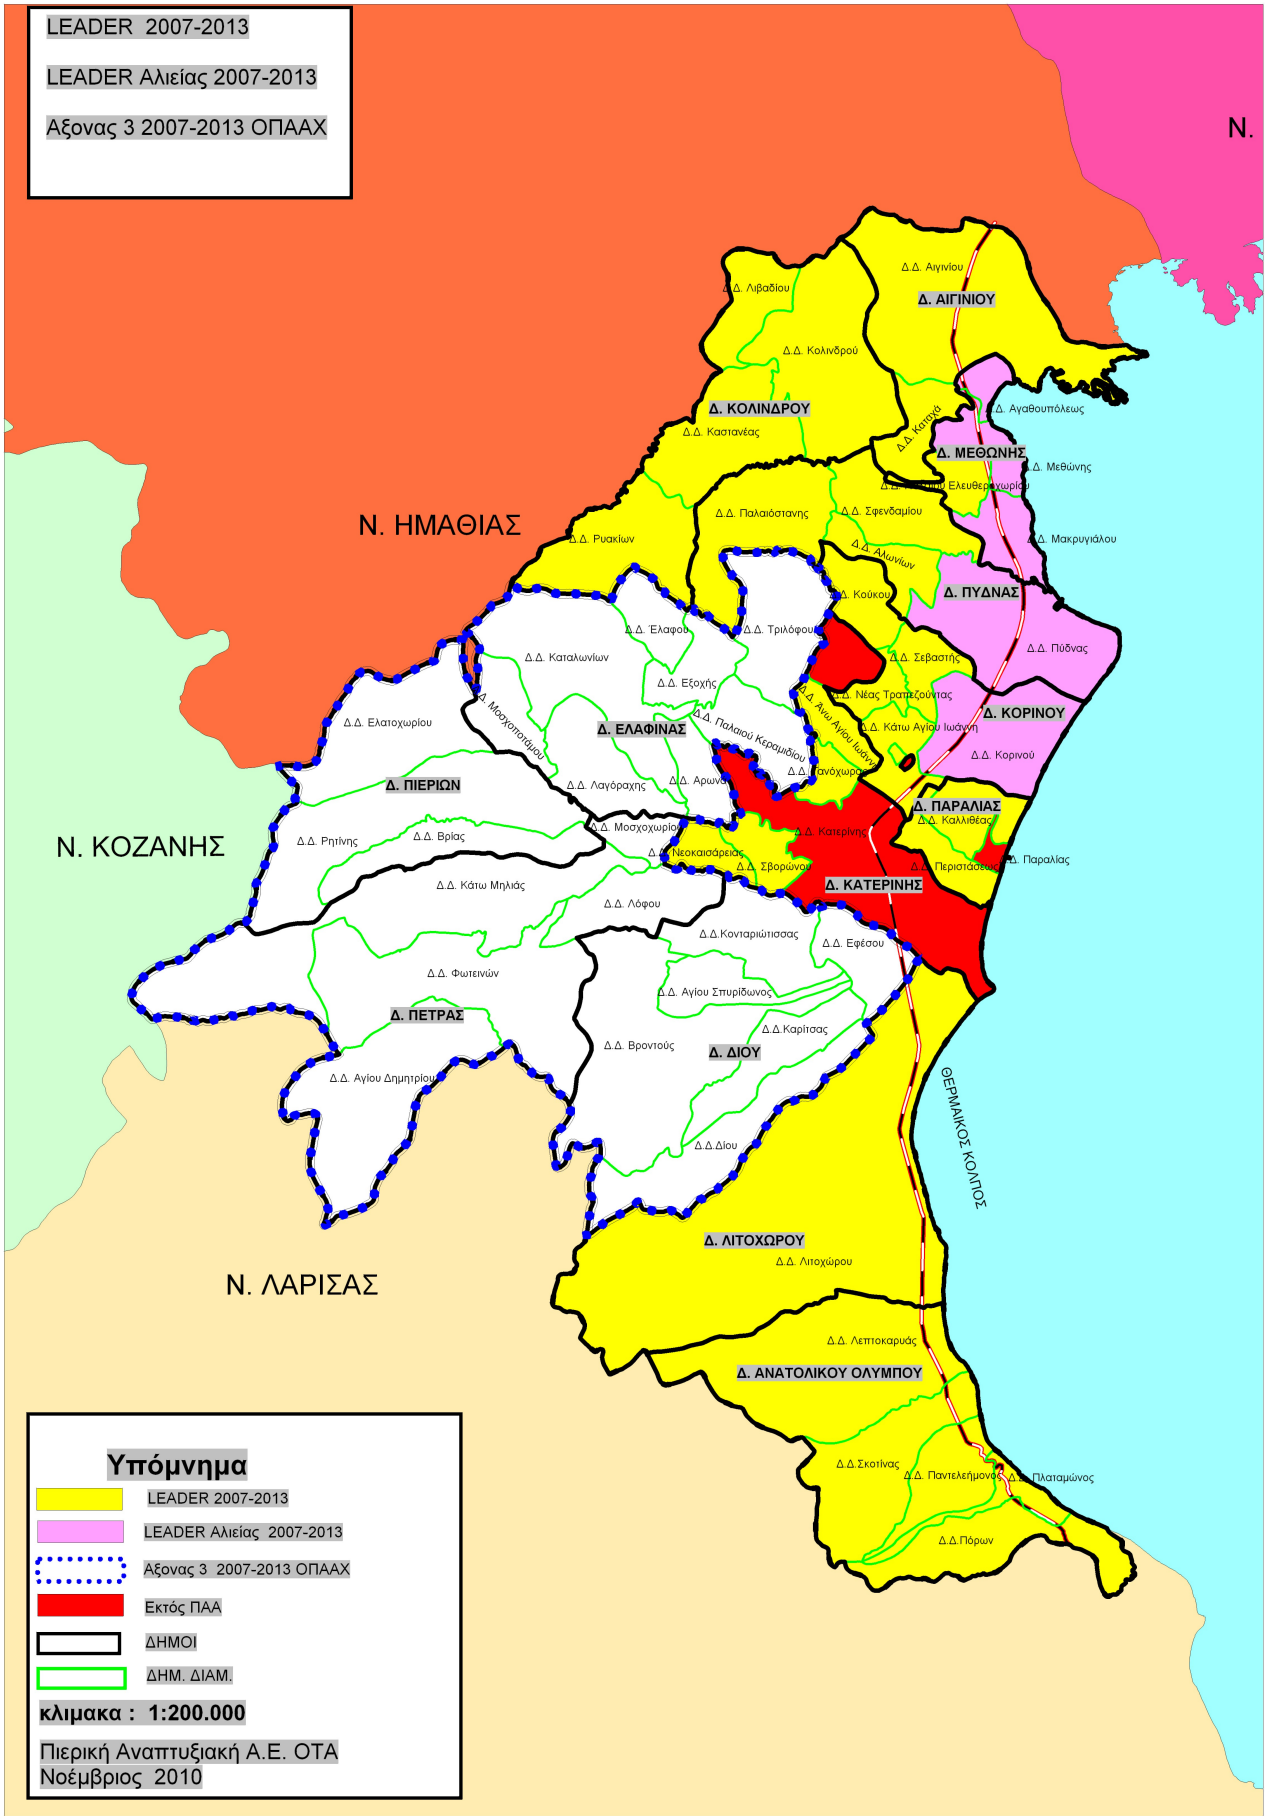 LEADER 2007-2013
LEADER Αλιείας 2007-2013
Αξονας 3 2007-2013 ΟΠΑΑΧ
Ν.
Δ.Δ. Αιγινίου
Δ. ΑΙΓΙΝΙΟΥ
Δ.Δ. Λιβαδίου
Δ.Δ. Κολινδρού
Δ. ΚΟΛΙΝΔΡΟΥ
Δ.Δ. Αγαθουπόλεως
Δ.Δ. Καταχά
Δ.Δ. Καστανέας
Δ. ΜΕΘΩΝΗΣ
Δ.Δ. Μεθώνης
Ελευθεροχωρίου
Δ.Δ. Παλαιόστανης
Δ.Δ. Σφενδαμίου
Ν. ΗΜΑΘΙΑΣ
Δ.Δ. Ρυακίων
Δ.Δ. Μακρυγιάλου
Δ.Δ. Αλωνίων
Δ.Δ. Κούκου
Δ. ΠΥΔΝΑΣ
Δ.Δ. Έλαφου
Δ.Δ. Τριλόφου
Δ.Δ. Πύδνας
Δ.Δ. Καταλωνίων
Δ.Δ. Σεβαστής
Δ.Δ. Εξοχής
Δ.Δ. Νέας Τραπεζούντας
Δ.Δ. Άνω Αγίου Ιωάννη
Δ. ΚΟΡΙΝΟΥ
Δ.Δ. Ελατοχωρίου
Δ. Μοσχοποτάμου
Δ. ΕΛΑΦΙΝΑΣ
Δ.Δ. Παλαιού Κεραμιδίου
Δ.Δ. Κάτω Αγίου Ιωάννη
Δ.Δ. Κορινού
Δ.Δ. Γανόχωρας
Δ. ΠΙΕΡΙΩΝ
Δ.Δ. Λαγόραχης
Δ.Δ. Αρωνά
Δ. ΠΑΡΑΛΙΑΣ
Δ.Δ. Καλλιθέας
Δ.Δ. Ρητίνης
Δ.Δ. Βρίας
Δ.Δ. Μοσχοχωρίου
Δ.Δ. Κατερίνης
Ν. ΚΟΖΑΝΗΣ
Δ.Δ. Νεοκαισάρειας
Δ.Δ. Σβορώνου
Δ.Δ. Περιστάσεως
Δ. Παραλίας
Δ.Δ. Κάτω Μηλιάς
Δ. ΚΑΤΕΡΙΝΗΣ
Δ.Δ. Λόφου
Δ.Δ.Κονταριώτισσας
Δ.Δ. Εφέσου
Δ.Δ. Φωτεινών
Δ.Δ. Αγίου Σπυρίδωνος
Δ. ΠΕΤΡΑΣ
Δ.Δ.Καρίτσας
Δ.Δ. Βροντούς
Δ. ΔΙΟΥ
Δ.Δ. Αγίου Δημητρίου
ΘΕΡΜΑΙΚΟΣ ΚΟΛΠΟΣ
Δ.Δ.Δίου
Δ. ΛΙΤΟΧΩΡΟΥ
Δ.Δ. Λιτοχώρου
Ν. ΛΑΡΙΣΑΣ
Δ.Δ. Λεπτοκαρυάς
Δ. ΑΝΑΤΟΛΙΚΟΥ ΟΛΥΜΠΟΥ
Δ.Δ.Σκοτίνας
Δ.Δ. Παντελεήμονος
Δ.Δ. Πλαταμώνος
Δ.Δ.Πόρων
Υπόμνημα
LEADER 2007-2013
LEADER Αλιείας 2007-2013
Αξονας 3 2007-2013 ΟΠΑΑΧ
Εκτός ΠΑΑ
ΔΗΜΟΙ
ΔΗΜ. ΔΙΑΜ.
κλιμακα : 1:200.000
Πιερική Αναπτυξιακή Α.Ε. ΟΤΑ
Νοέμβριος 2010